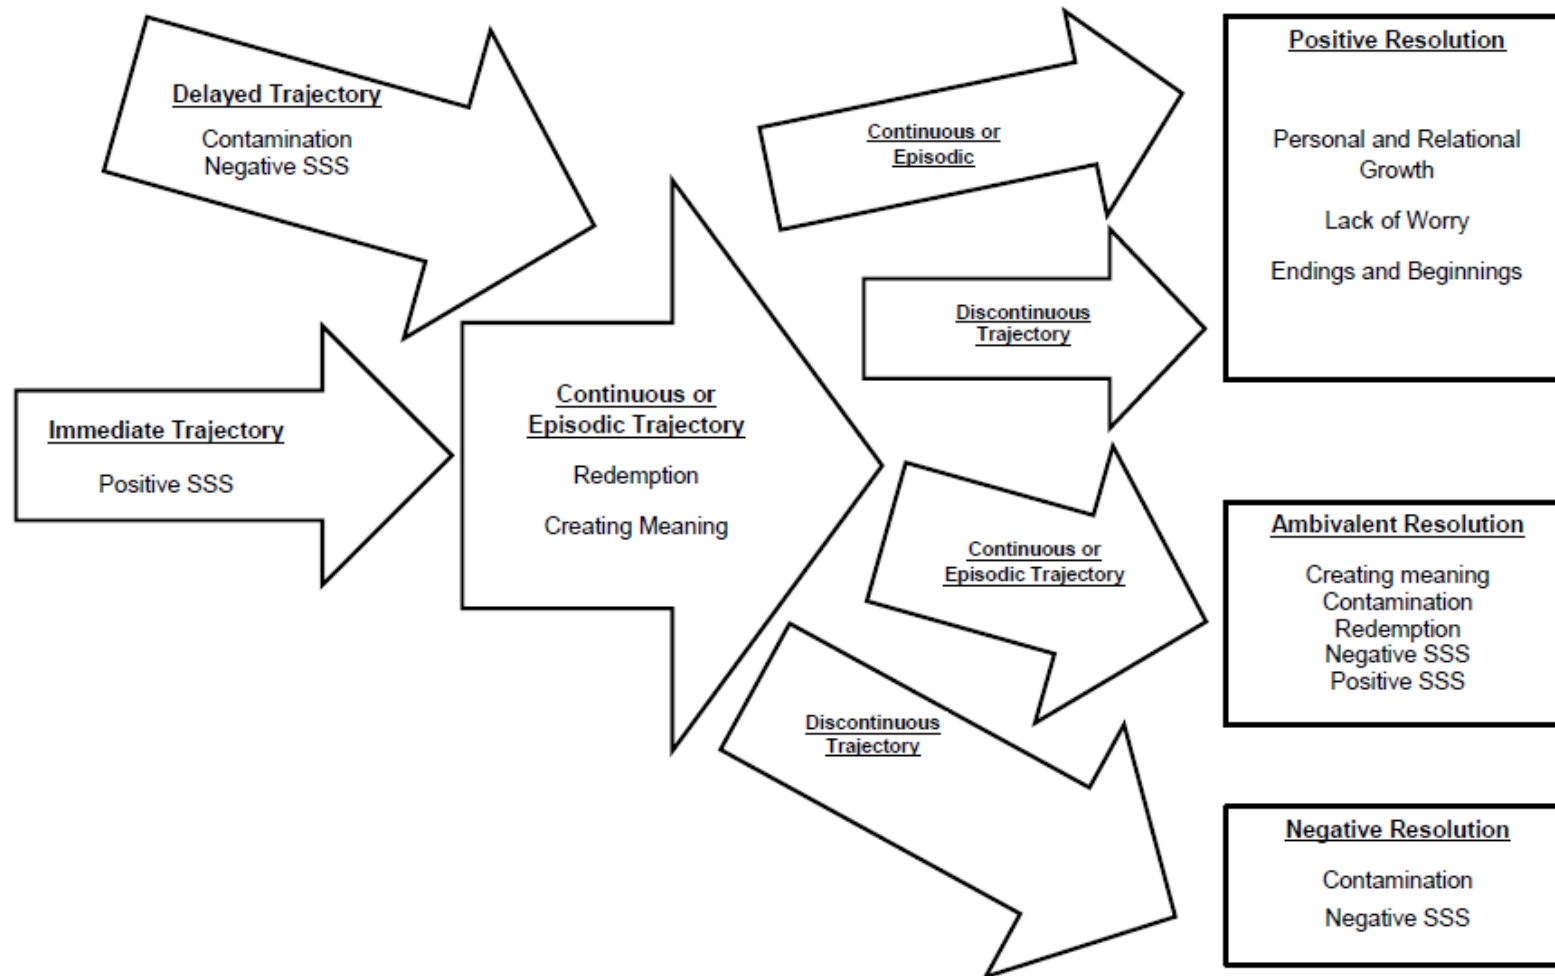 Delayed Trajectory
Contamination
Negative SSS
Immediate Trajectory
Positive SSS
Continuous or
Episodic Trajectory
Redemption
Creating Meaning
Continuous or
Episodic
Discontinuous
Trajectory
Continuous or
Episodic Trajectory
Discontinuous
Trajectory
Positive Resolution
Personal and Relational
Growth
Lack of Worry
Endings and Beginnings
Ambivalent Resolution
Creating meaning
Contamination
Redemption
Negative SSS
Positive SSS
Negative Resolution
Contamination
Negative SSS